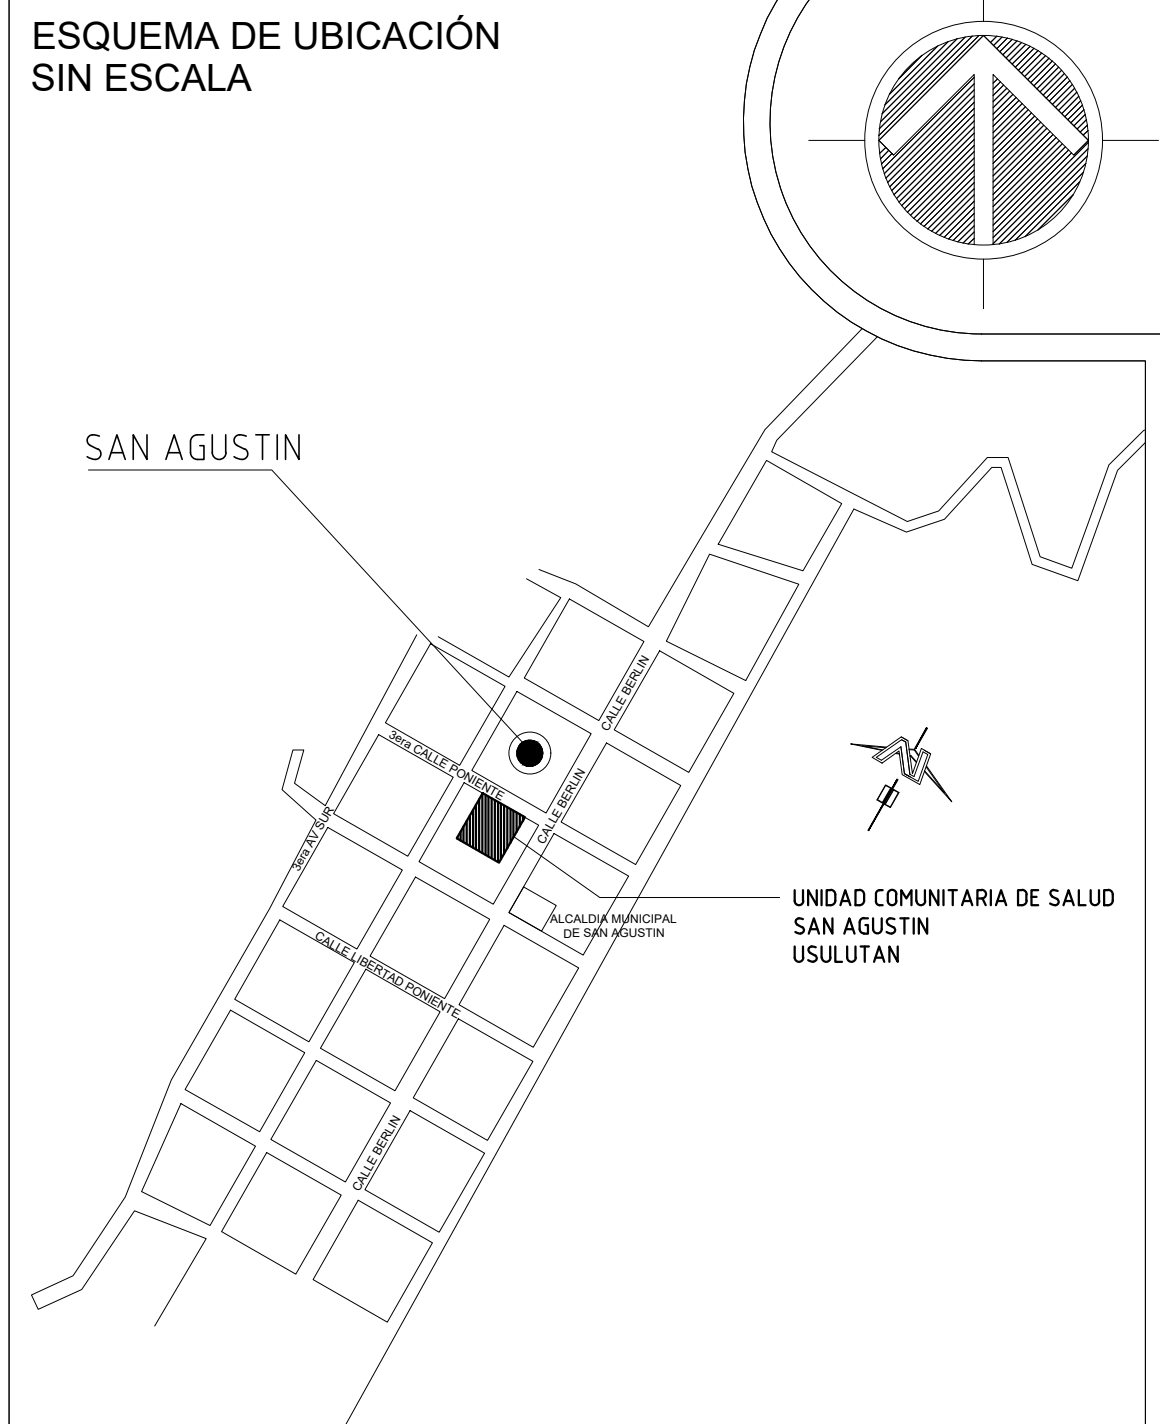 ESQUEMA DE UBICACIÓN
SIN ESCALA
SAN AGUSTIN
CALLE BERLIN
3era CALLE PONIENTE
CALLE BERLIN
3era AV SUR
UNIDAD COMUNITARIA DE SALUD
SAN AGUSTIN
USULUTAN
ALCALDIA MUNICIPAL
DE SAN AGUSTIN
CALLE LIBERTAD PONIENTE
CALLE BERLIN
N